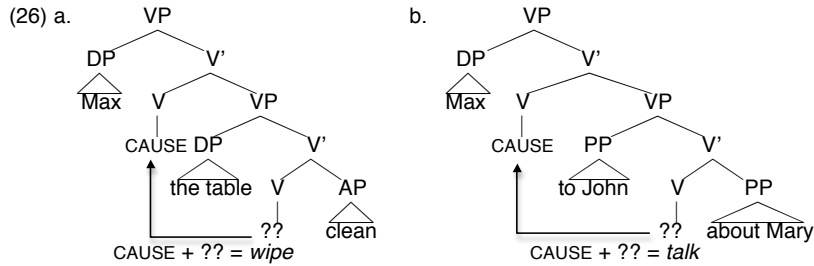 (26) a. VP b. VP
DP V' DP V'
Max V VP Max V VP
CAUSE DP V' CAUSE PP V'
the table V AP to John V PP
?? clean ?? about Mary
CAUSE + ?? = wipe CAUSE + ?? = talk